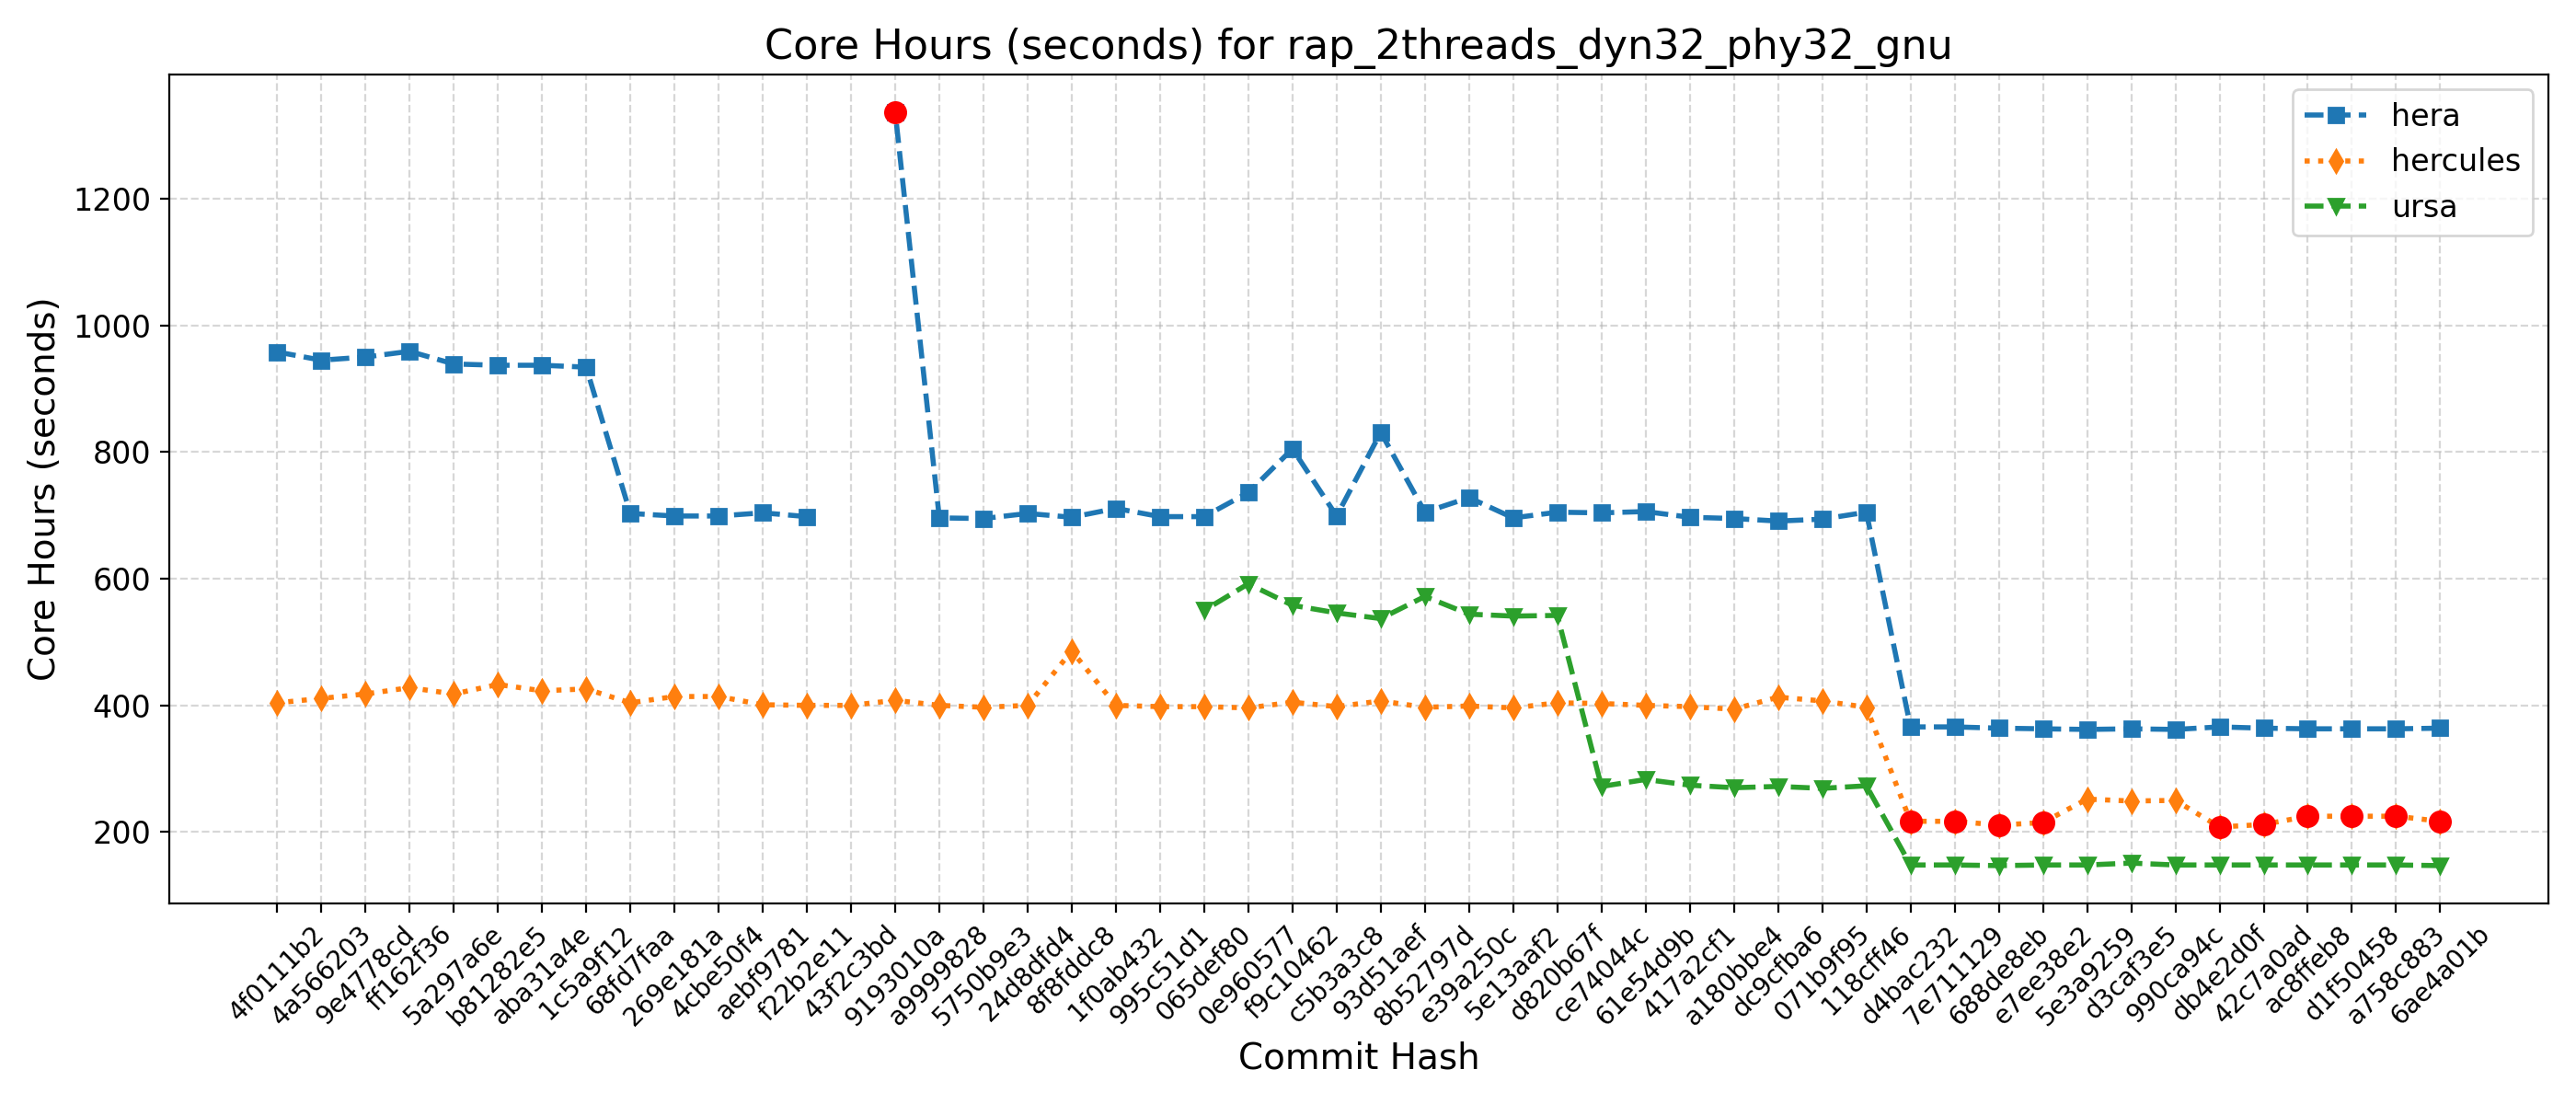 Core Hours (seconds) for rap_2threads_dyn32_phy32_gnu
Core Hours (seconds)
1200
1000
800
600
400
200
hera
hercules
ursa
4f0111b2
4a566203
9e4778cd
ff162f36
5a297a6e
b81282e5
aba31a4e
1c5a9f12
68fd7faa
269e181a
4cbe50f4
aebf9781
f22b2e11
43f2c3bd
9193010a
a9999828
5750b9e3
24d8dfd4
8f8fddc8
1f0ab432
995c51d1
065def80
0e960577
f9c10462
c5b3a3c8
93d51aef
8b52797d
e39a250c
5e13aaf2
d820b67f
ce74044c
61e54d9b
417a2cf1
a180bbe4
dc9cfba6
071b9f95
118cff46
d4bac232
7e711129
688de8eb
e7ee38e2
5e3a9259
d3caf3e5
990ca94c
db4e2d0f
42c7a0ad
ac8ffeb8
d1f50458
a758c883
6ae4a01b
Commit Hash